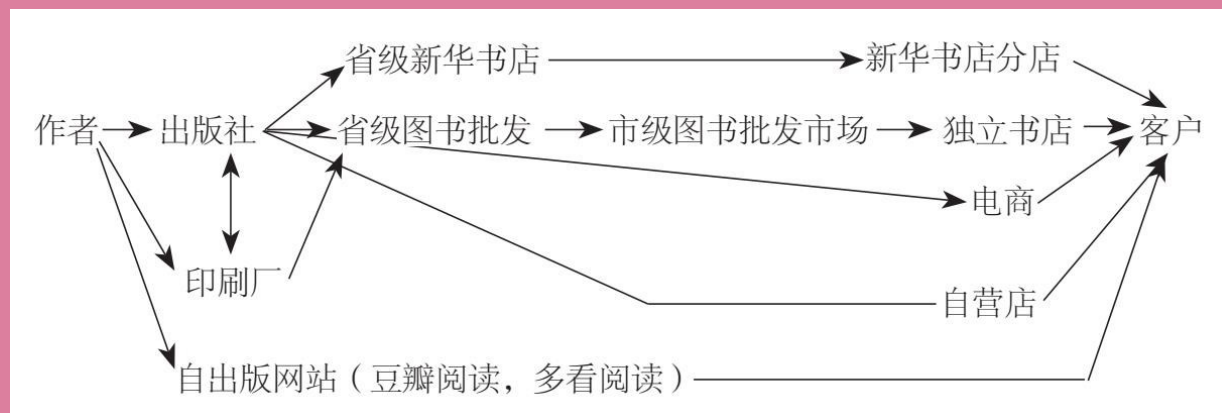 省级新华书店 新华书店分店
作者 出版社 省级图书批发 市级图书批发市场 独立书店 客户
电商
印刷厂
自营店
自出版网站（豆瓣阅读，多看阅读）